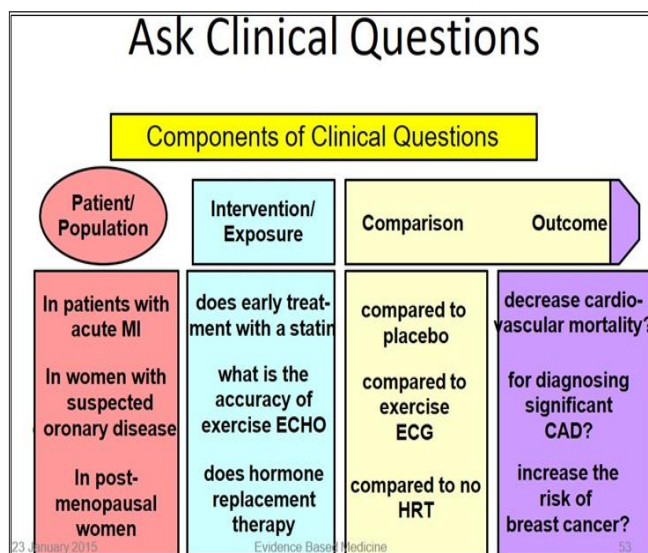 Ask Clinical Questions
Components of Clinical Questions
Patient/
Population
Intervention/
Exposure
Comparison
Outcome
In patients with
acute MI
does early treat-
ment with a statin
compared to
placebo
decrease cardio-
vascular mortality?
In women with
suspected
oronary disease
what is the
accuracy of
exercise ECHO
compared to
exercise
ECG
for diagnosing
significant
CAD?
In post-
menopausal
women
does hormone
replacement
therapy
compared to no
HRT
increase the
risk of
breast cancer?
23 January 2015
Evidence Based Medicine
53